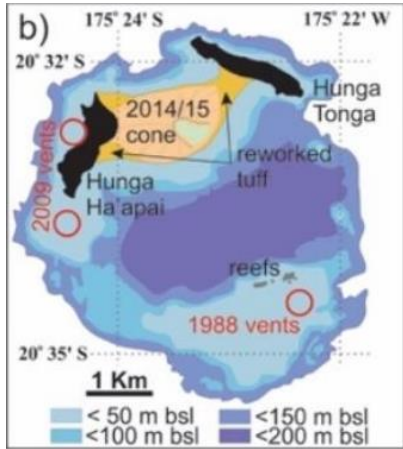 b)
175° 24' S
175° 22' W
20° 32' S
Hunga
Tonga
2014/15
cone
2009 vents
Hunga
Ha'apai
reworked
tuff
reefs
1988 vents
20° 35' S
1 Km
< 50 m bsl
<150 m bsl
<100 m bsl
<200 m bsl